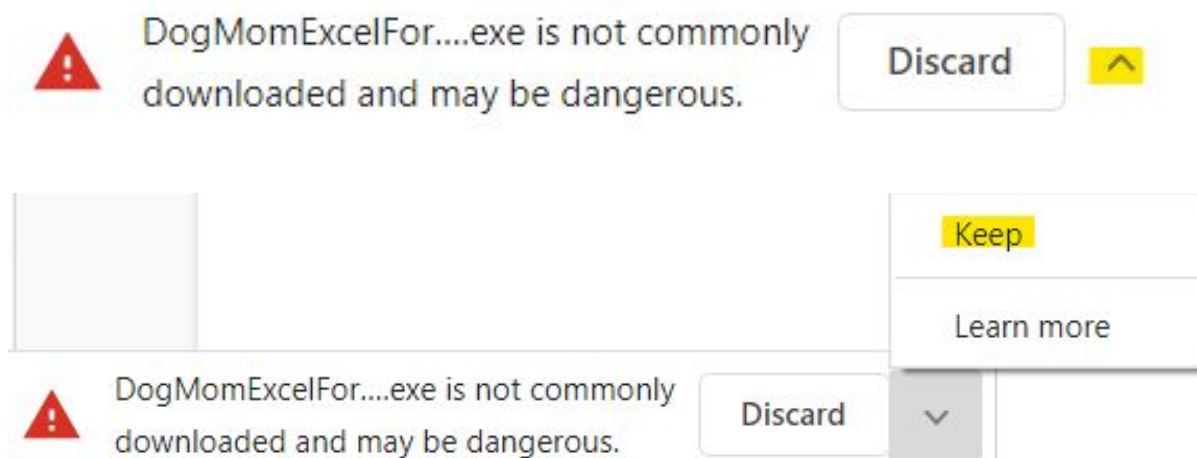 DogMomExcelFor....exe is not commonly
downloaded and may be dangerous.
Discard
Keep
Learn more
DogMomExcelFor....exe is not commonly
downloaded and may be dangerous.
Discard